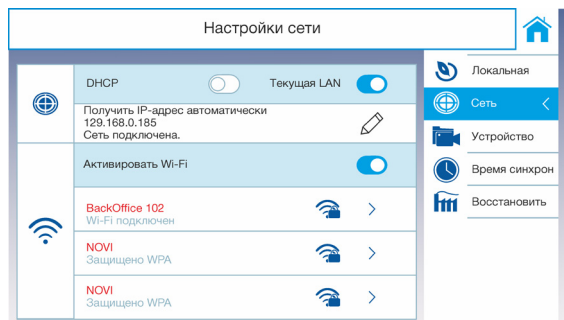 Настройки сети
DHCP
Текущая LAN
Получить IP-адрес автоматически
129.168.0.185
Сеть подключена.
Активировать Wi-Fi
BackOffice 102
Wi-Fi подключен
NOVI
Защищено WPA
NOVI
Защищено WPA
Локальная
Сеть
Устройство
Время синхрон
Восстановить